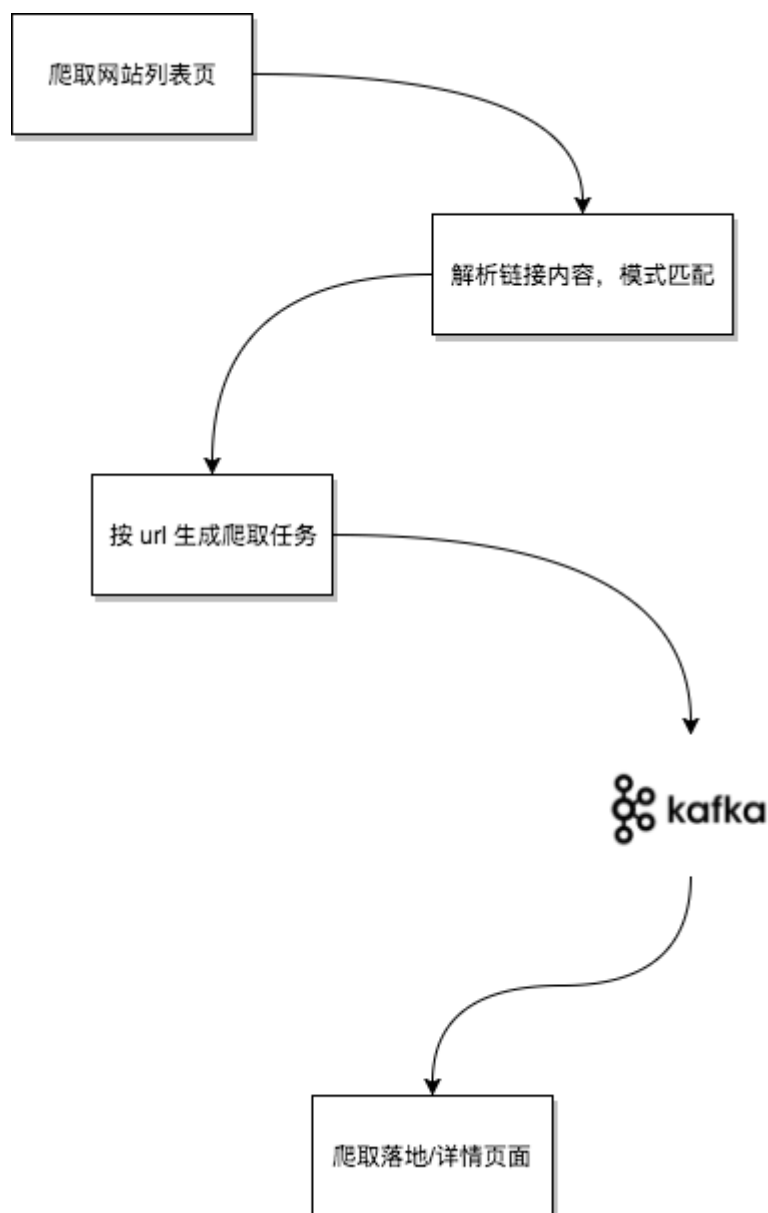 爬取网站列表页
解析链接内容，模式匹配
按 url 生成爬取任务
kafka
爬取落地/详情页面